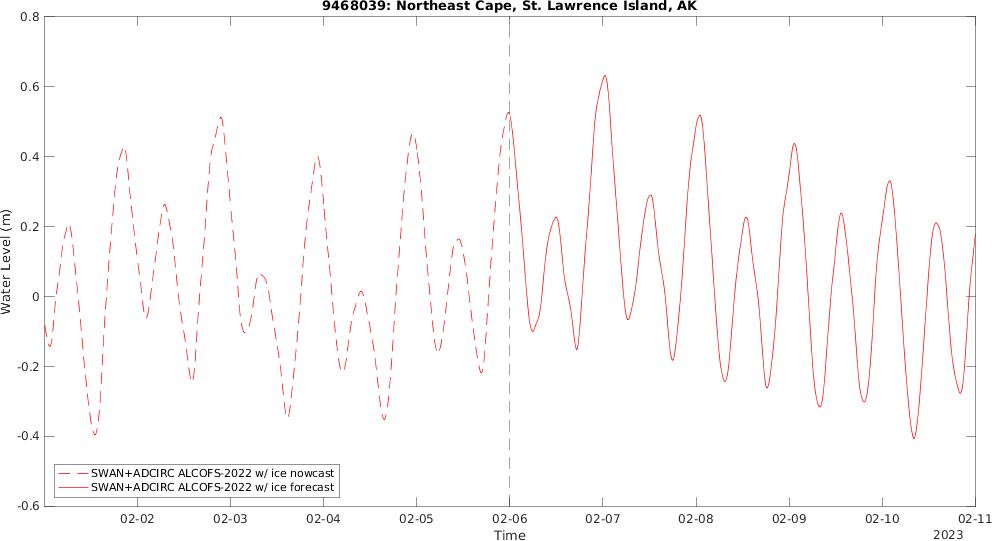 9468039: Northeast Cape, St. Lawrence Island, AK
0.8
0.6
0.4
0.2
0
-0.2
-0.4
-0.6
Water Level (m)
SWAN+ADCIRC ALCOFS-2022 w/ ice nowcast
SWAN+ADCIRC ALCOFS-2022 w/ ice forecast
02-02 02-03 02-04 02-05 02-06 02-07 02-08 02-09 02-10 02-11
Time
2023